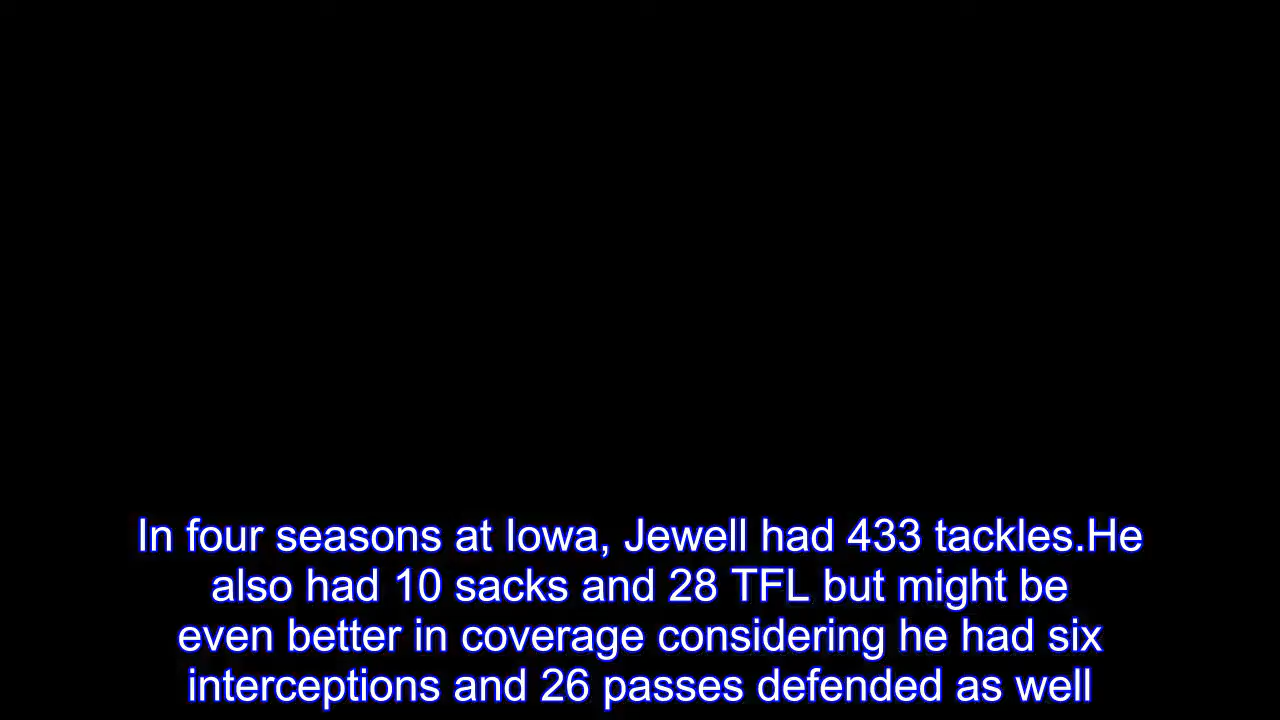 In four seasons at Iowa, Jewell had 433 tackles.He
also had 10 sacks and 28 TFL but might be
even better in coverage considering he had six
interceptions and 26 passes defended as well